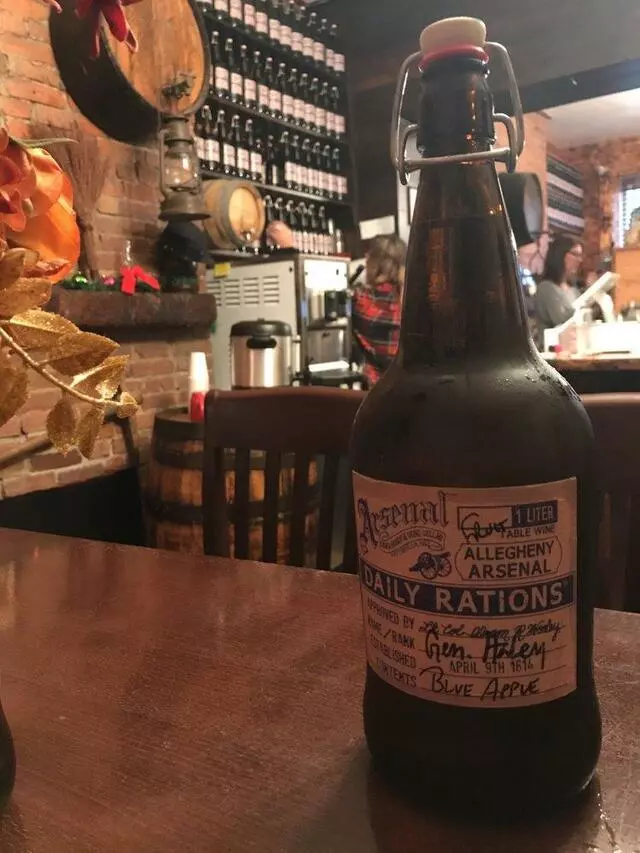 Arsenal
1 LITER
TABLE WINE
ALLEGHENY
ARSENAL
DAILY RATIONS
APPROVED BY
NAME / RANK Gen. Haley
ESTABLISHED APRIL 9TH 1814
CONTENTS BLUE APPLE